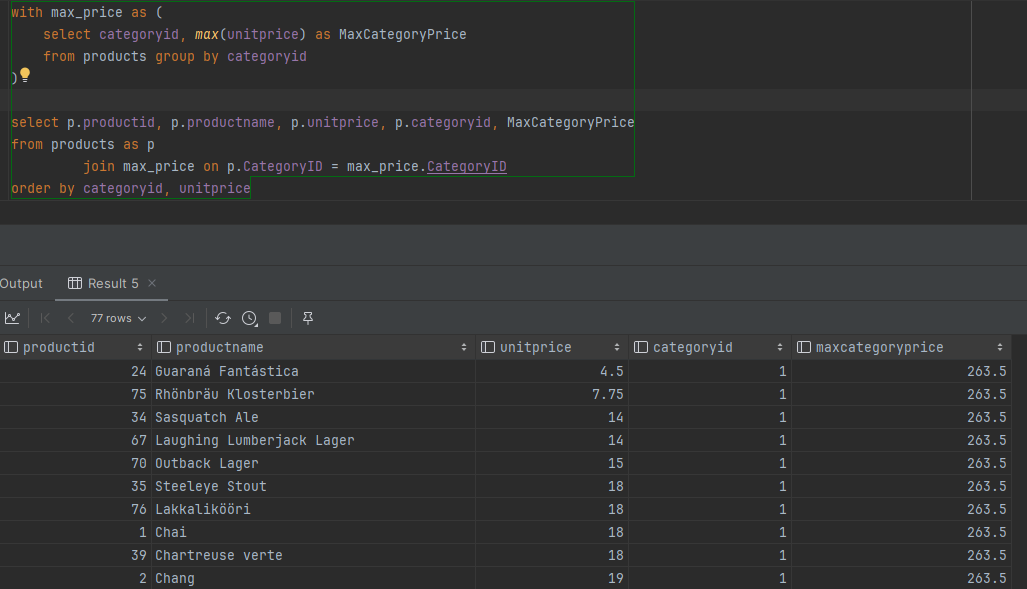 with max_price as (
select categoryid, max(unitprice) as MaxCategoryPrice
from products group by categoryid
)
select p.productid, p.productname, p.unitprice, p.categoryid, MaxCategoryPrice
from products as p
join max_price on p.CategoryID = max_price.CategoryID
order by categoryid, unitprice
Output Result 5
77 rows
productid productname unitprice categoryid maxcategoryprice
24 Guaraná Fantástica 4.5 1 263.5
75 Rhönbräu Klosterbier 7.75 1 263.5
34 Sasquatch Ale 14 1 263.5
67 Laughing Lumberjack Lager 14 1 263.5
70 Outback Lager 15 1 263.5
35 Steeleye Stout 18 1 263.5
76 Lakkalikööri 18 1 263.5
1 Chai 18 1 263.5
39 Chartreuse verte 18 1 263.5
2 Chang 19 1 263.5